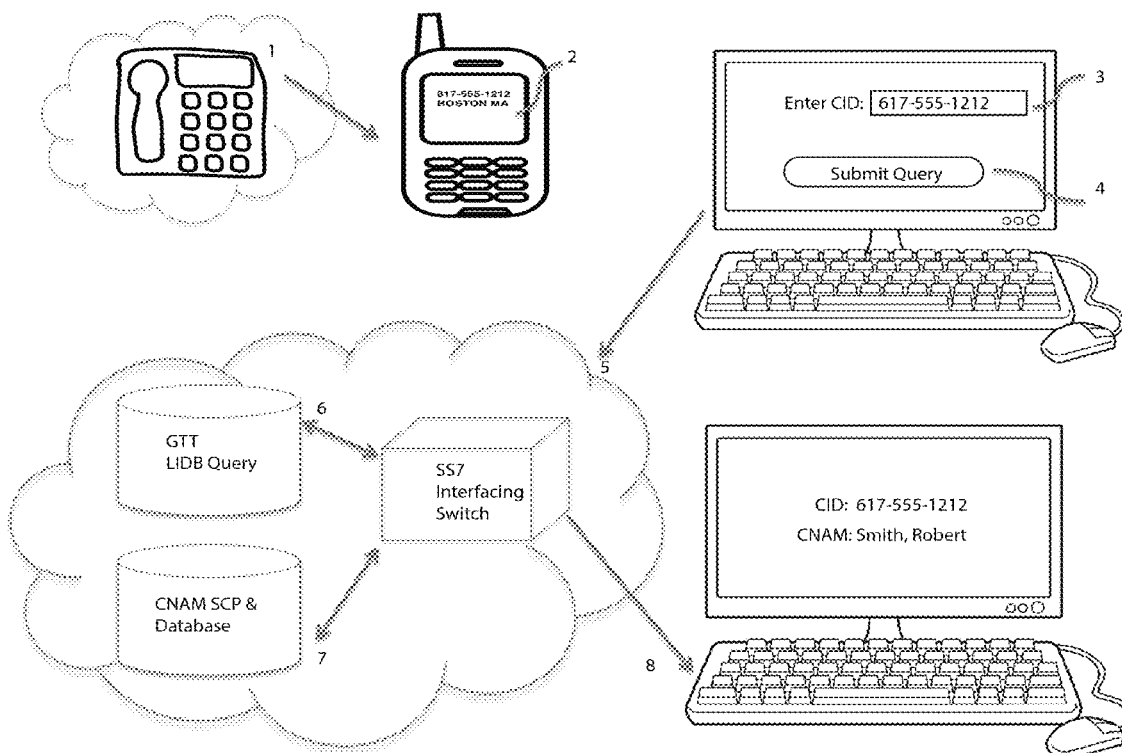 1
2
617-555-1212
BOSTON MA
3
Enter CID: 617-555-1212
Submit Query
4
5
6
GTT
LIDB Query
SS7
Interfacing
Switch
CNAM SCP &
Database
7
8
CID: 617-555-1212
CNAM: Smith, Robert